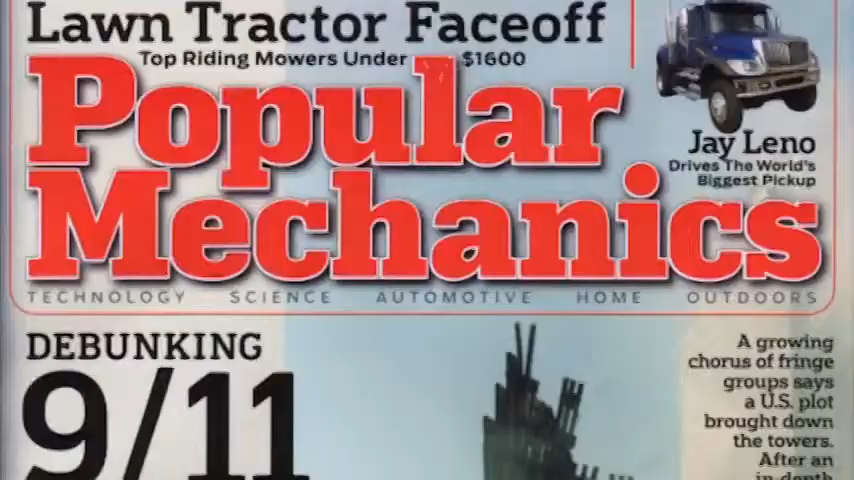 Lawn Tractor Faceoff
Top Riding Mowers Under $1600
Popular
Mechanics
Jay Leno
Drives The World's
Biggest Pickup
TECHNOLOGY SCIENCE AUTOMOTIVE HOME OUTDOORS
DEBUNKING
9/11
A growing
chorus of fringe
groups says
a U.S. plot
brought down
the towers.
After an
in-depth